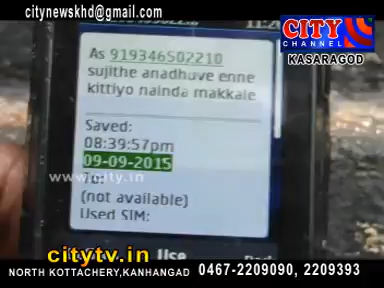 citynewskhd@gmail.com
CITY
CHANNEL
KASARAGOD
As 919346502210
sujithe anadhuve enne
kittiyo nainda makkale
Saved:
08:39:57pm
09-09-2015
www.city.in
To:
(not available)
Used SIM:
Use
citytv.in
NORTH KOTTACHERY,KANHANGAD 0467-2209090, 2209393